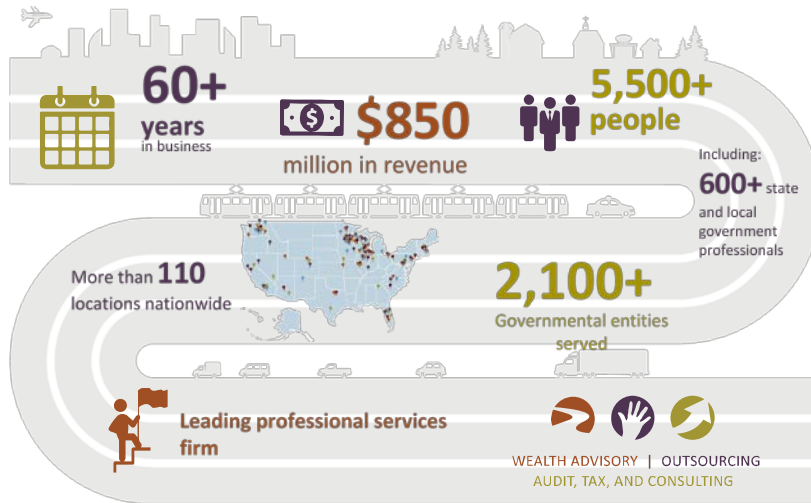 60+
years
in business
$
$850
million in revenue
5,500+
people
Including:
600+ state
and local
government
professionals
More than 110
locations nationwide
2,100+
Governmental entities
served
Leading professional services
firm
WEALTH ADVISORY | OUTSOURCING
AUDIT, TAX, AND CONSULTING